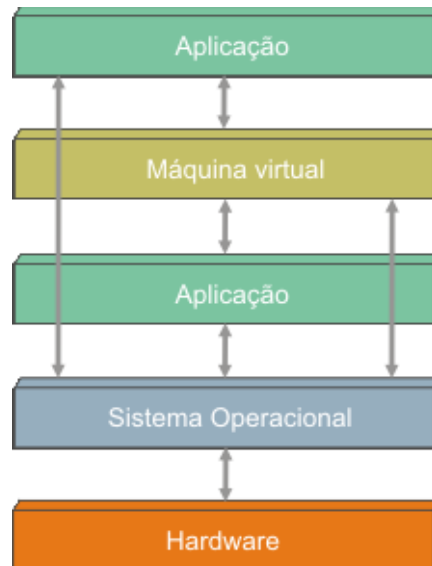 Aplicação
Máquina virtual
Aplicação
Sistema Operacional
Hardware